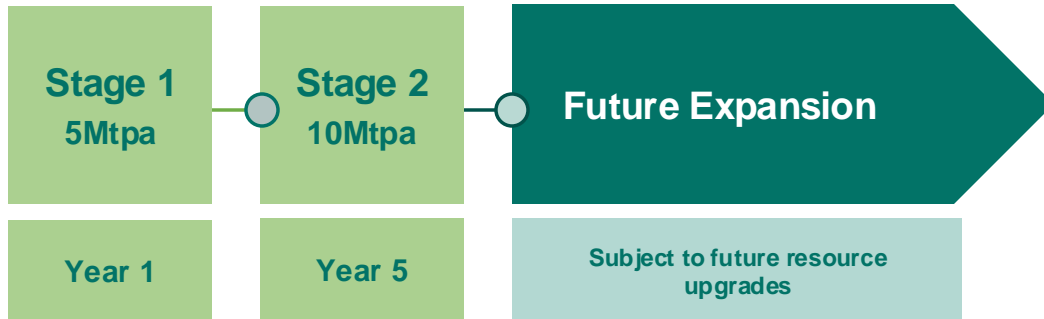 Stage 1
5Mtpa
Stage 2
10Mtpa
Future Expansion
Year 1
Year 5
Subject to future resource
upgrades